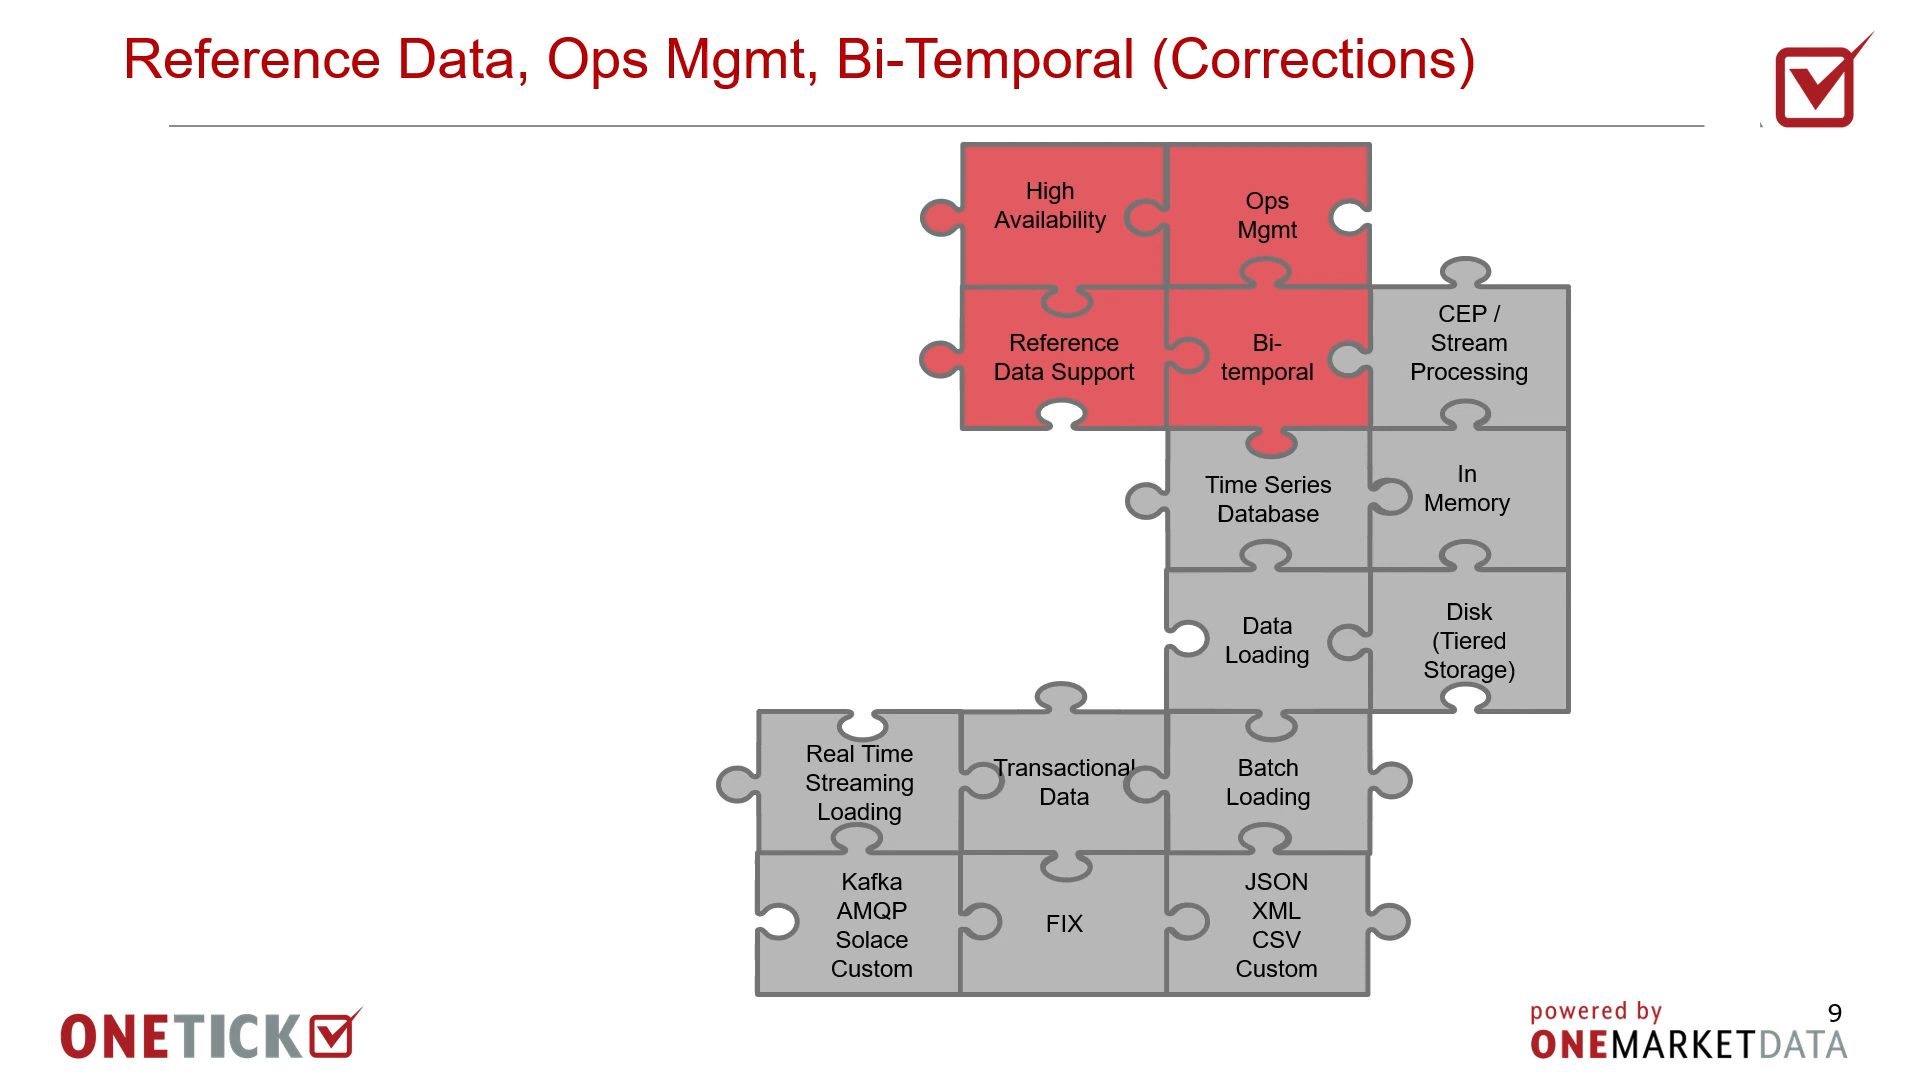 Reference Data, Ops Mgmt, Bi-Temporal (Corrections)
High
Availability
Ops
Mgmt
Reference
Data Support
Bi-
temporal
CEP /
Stream
Processing
Time Series
Database
In
Memory
Data
Loading
Disk
(Tiered
Storage)
Real Time
Streaming
Loading
Transactional
Data
Batch
Loading
Kafka
AMQP
Solace
Custom
FIX
JSON
XML
CSV
Custom
ONETICK
powered by
ONEMARKETDATA
9